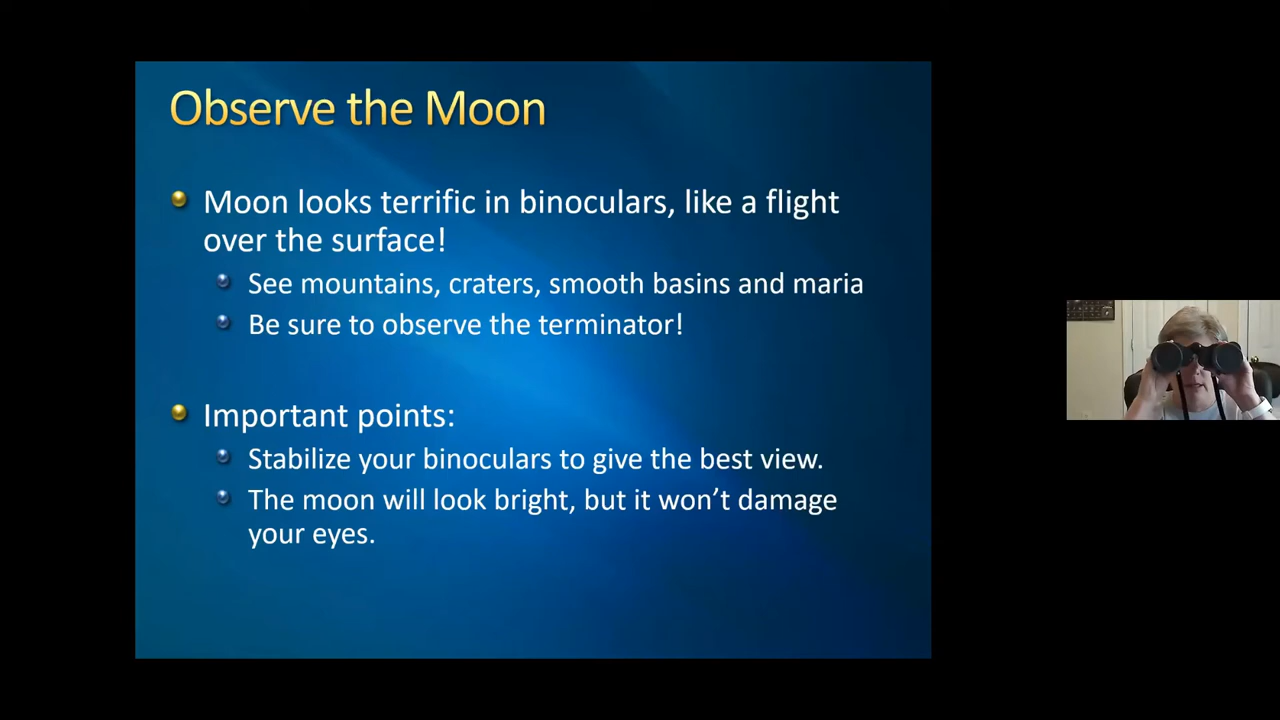 Observe the Moon
Moon looks terrific in binoculars, like a flight
over the surface!
See mountains, craters, smooth basins and maria
Be sure to observe the terminator!
Important points:
Stabilize your binoculars to give the best view.
The moon will look bright, but it won’t damage
your eyes.